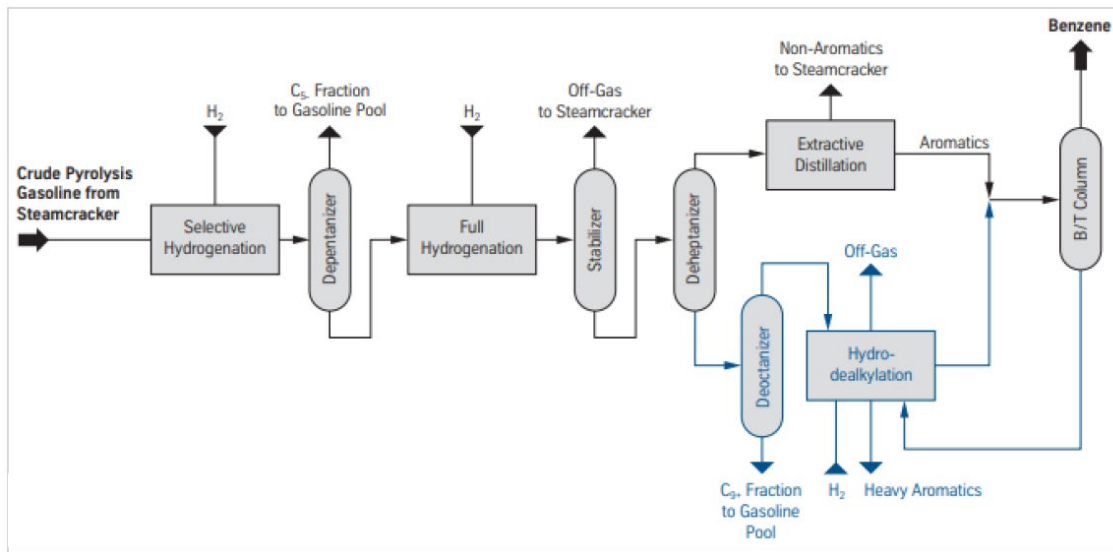 Benzene
Non-Aromatics
to Steamcracker
C5- Fraction
to Gasoline Pool
Off-Gas
to Steamcracker
H2
H2
Crude Pyrolysis
Gasoline from
Steamcracker
Selective
Hydrogenation
Depentanizer
Full
Hydrogenation
Stabilizer
Deheptanizer
Extractive
Distillation
Aromatics
B/T Column
Off-Gas
Deoctanizer
Hydro-
dealkylation
C9+ Fraction
to Gasoline
Pool
H2
Heavy Aromatics